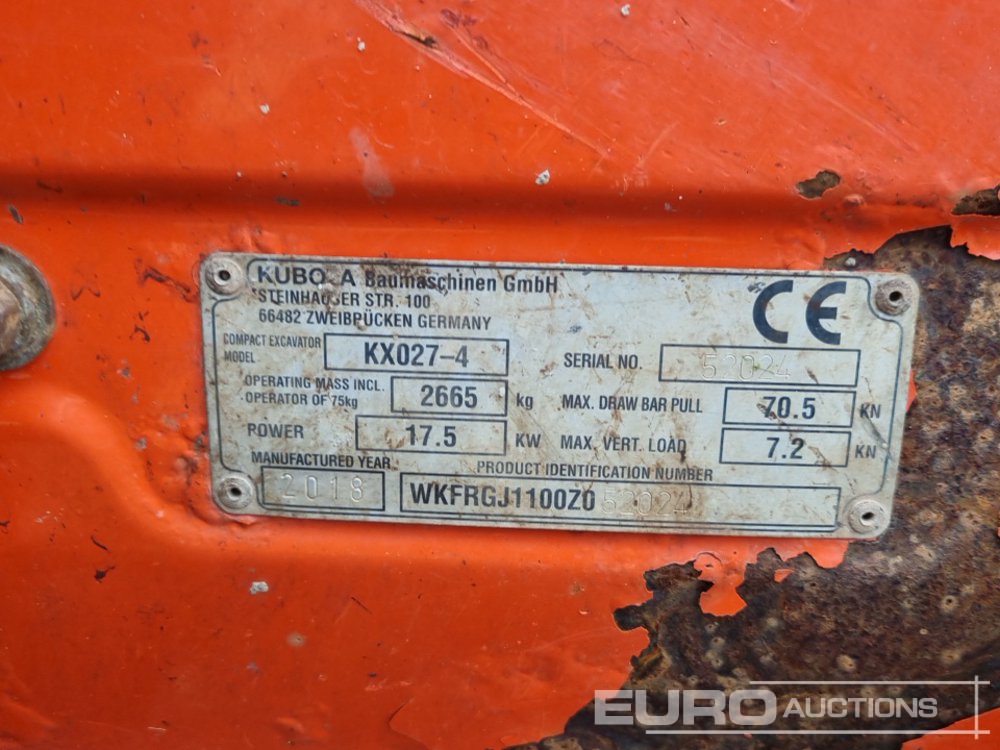 KUBO A Baumaschinen GmbH
STEINHAUSER STR. 100
66482 ZWEIBPÜCKEN GERMANY
COMPACT EXCAVATOR MODEL KX027-4
SERIAL NO. 52024
OPERATING MASS INCL. OPERATOR OF 75kg 2665 kg
MAX. DRAW BAR PULL 70.5 KN
POWER 17.5 KW
MAX. VERT. LOAD 7.2 KN
MANUFACTURED YEAR 2018
PRODUCT IDENTIFICATION NUMBER
WKFRGJ1100Z052024
CE
EURO AUCTIONS